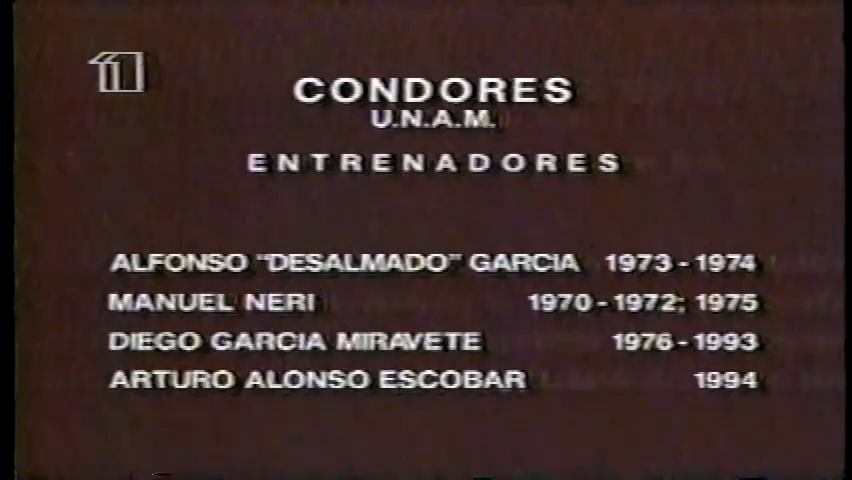 11
CONDORES
U.N.A.M.
ENTRENADORES
ALFONSO "DESALMADO" GARCIA 1973 - 1974
MANUEL NERI 1970 - 1972; 1975
DIEGO GARCIA MIRAVETE 1976 - 1993
ARTURO ALONSO ESCOBAR 1994